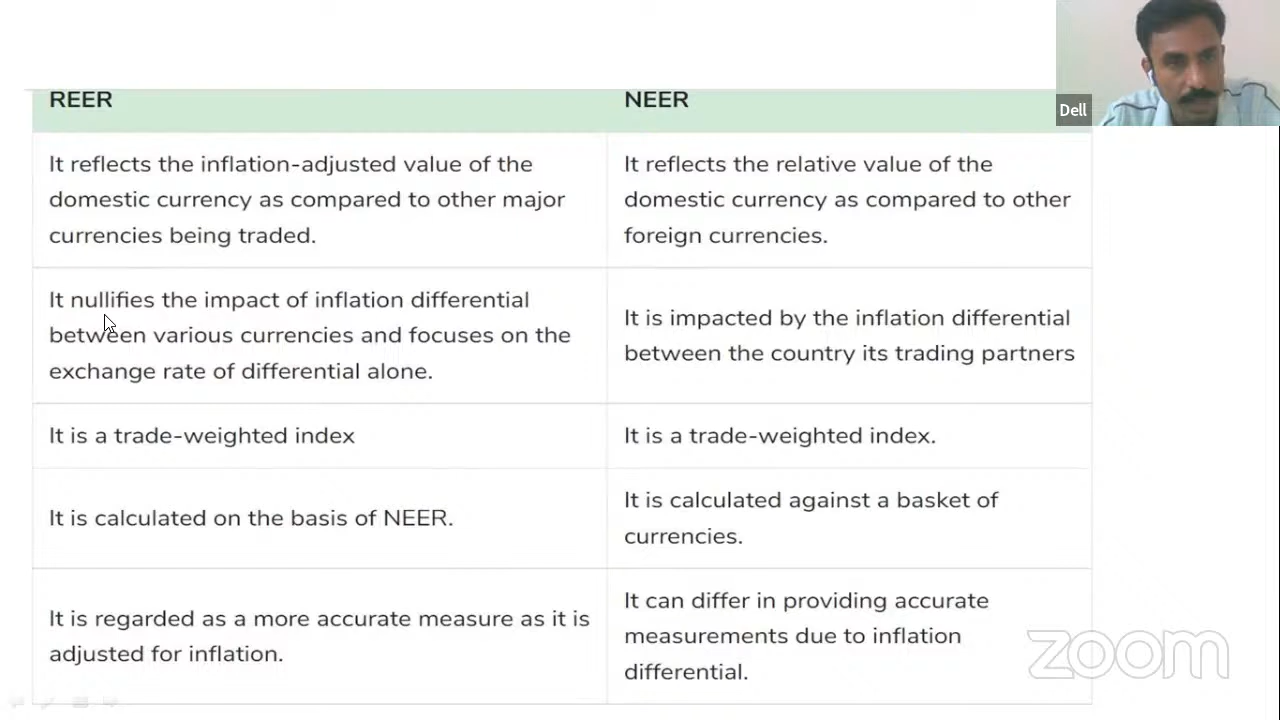 REER
NEER
It reflects the inflation-adjusted value of the
domestic currency as compared to other major
currencies being traded.
It reflects the relative value of the
domestic currency as compared to other
foreign currencies.
It nullifies the impact of inflation differential
between various currencies and focuses on the
exchange rate of differential alone.
It is impacted by the inflation differential
between the country its trading partners
It is a trade-weighted index
It is a trade-weighted index.
It is calculated on the basis of NEER.
It is calculated against a basket of
currencies.
It is regarded as a more accurate measure as it is
adjusted for inflation.
It can differ in providing accurate
measurements due to inflation
differential.
Dell
zoom